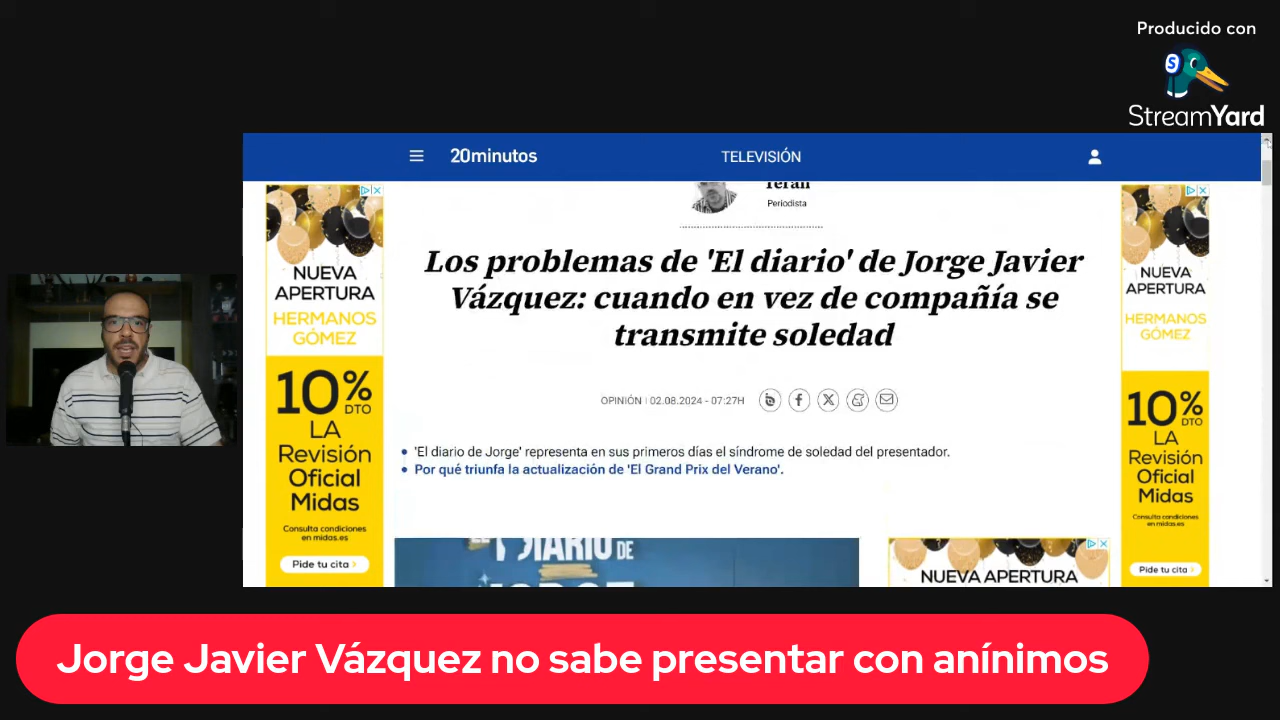 Producido con
StreamYard
20minutos
TELEVISIÓN
Terán
Periodista
Los problemas de 'El diario' de Jorge Javier
Vázquez: cuando en vez de compañía se
transmite soledad
OPINIÓN | 02.08.2024 - 07:27H
'El diario de Jorge' representa en sus primeros días el síndrome de soledad del presentador.
Por qué triunfa la actualización de 'El Grand Prix del Verano'.
NUEVA
APERTURA
HERMANOS
GÓMEZ
10%
DTO
LA
Revisión
Oficial
Midas
Consulta condiciones
en midas.es
Pide tu cita >
EL
DIARIO DE
JORGE
NUEVA APERTURA
NUEVA
APERTURA
HERMANOS
GÓMEZ
10%
DTO
LA
Revisión
Oficial
Midas
Consulta condiciones
en midas.es
Pide tu cita >
Jorge Javier Vázquez no sabe presentar con anínimos